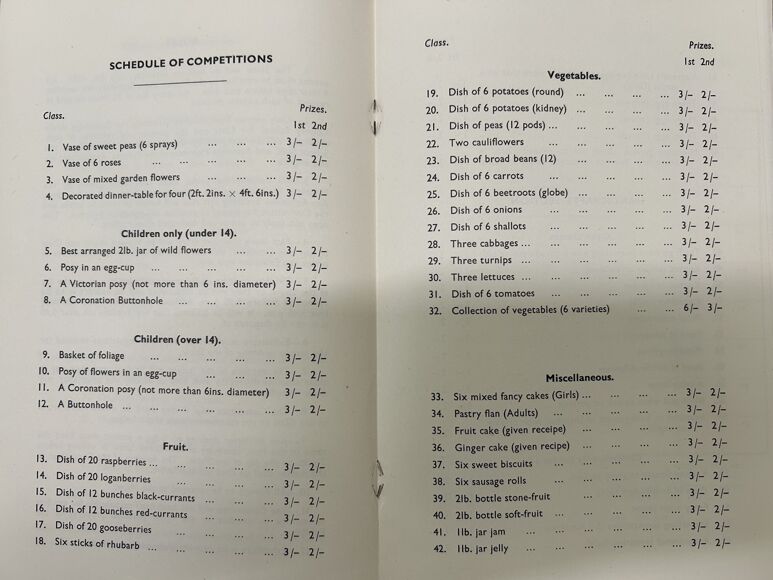 SCHEDULE OF COMPETITIONS
Class. Prizes.
1st 2nd
1. Vase of sweet peas (6 sprays) ... ... ... 3/– 2/–
2. Vase of 6 roses ... ... ... ... ... 3/– 2/–
3. Vase of mixed garden flowers ... ... ... 3/– 2/–
4. Decorated dinner-table for four (2ft. 2ins. × 4ft. 6ins.) 3/– 2/–
Children only (under 14).
5. Best arranged 2lb. jar of wild flowers ... ... 3/– 2/–
6. Posy in an egg-cup ... ... ... ... ... 3/– 2/–
7. A Victorian posy (not more than 6 ins. diameter) 3/– 2/–
8. A Coronation Buttonhole ... ... ... ... 3/– 2/–
Children (over 14).
9. Basket of foliage ... ... ... ... ... 3/– 2/–
10. Posy of flowers in an egg-cup ... ... ... 3/– 2/–
11. A Coronation posy (not more than 6ins. diameter) 3/– 2/–
12. A Buttonhole ... ... ... ... ... ... 3/– 2/–
Fruit.
13. Dish of 20 raspberries ... ... ... ... ... 3/– 2/–
14. Dish of 20 loganberries ... ... ... ... 3/– 2/–
15. Dish of 12 bunches black-currants ... ... ... 3/– 2/–
16. Dish of 12 bunches red-currants ... ... ... 3/– 2/–
17. Dish of 20 gooseberries ... ... ... ... 3/– 2/–
18. Six sticks of rhubarb ... ... ... ... ... 3/– 2/–
Class. Prizes.
1st 2nd
Vegetables.
19. Dish of 6 potatoes (round) ... ... ... ... 3/– 2/–
20. Dish of 6 potatoes (kidney) ... ... ... ... 3/– 2/–
21. Dish of peas (12 pods) ... ... ... ... ... 3/– 2/–
22. Two cauliflowers ... ... ... ... ... 3/– 2/–
23. Dish of broad beans (12) ... ... ... ... 3/– 2/–
24. Dish of 6 carrots ... ... ... ... ... 3/– 2/–
25. Dish of 6 beetroots (globe) ... ... ... ... 3/– 2/–
26. Dish of 6 onions ... ... ... ... ... 3/– 2/–
27. Dish of 6 shallots ... ... ... ... ... 3/– 2/–
28. Three cabbages ... ... ... ... ... ... 3/– 2/–
29. Three turnips ... ... ... ... ... ... 3/– 2/–
30. Three lettuces ... ... ... ... ... ... 3/– 2/–
31. Dish of 6 tomatoes ... ... ... ... ... 3/– 2/–
32. Collection of vegetables (6 varieties) ... ... 6/– 3/–
Miscellaneous.
33. Six mixed fancy cakes (Girls) ... ... ... ... 3/– 2/–
34. Pastry flan (Adults) ... ... ... ... ... 3/– 2/–
35. Fruit cake (given receipe) ... ... ... ... 3/– 2/–
36. Ginger cake (given recipe) ... ... ... ... 3/– 2/–
37. Six sweet biscuits ... ... ... ... ... 3/– 2/–
38. Six sausage rolls ... ... ... ... ... 3/– 2/–
39. 2lb. bottle stone-fruit ... ... ... ... 3/– 2/–
40. 2lb. bottle soft-fruit ... ... ... ... ... 3/– 2/–
41. 1lb. jar jam ... ... ... ... ... ... 3/– 2/–
42. 1lb. jar jelly ... ... ... ... ... ... 3/– 2/–